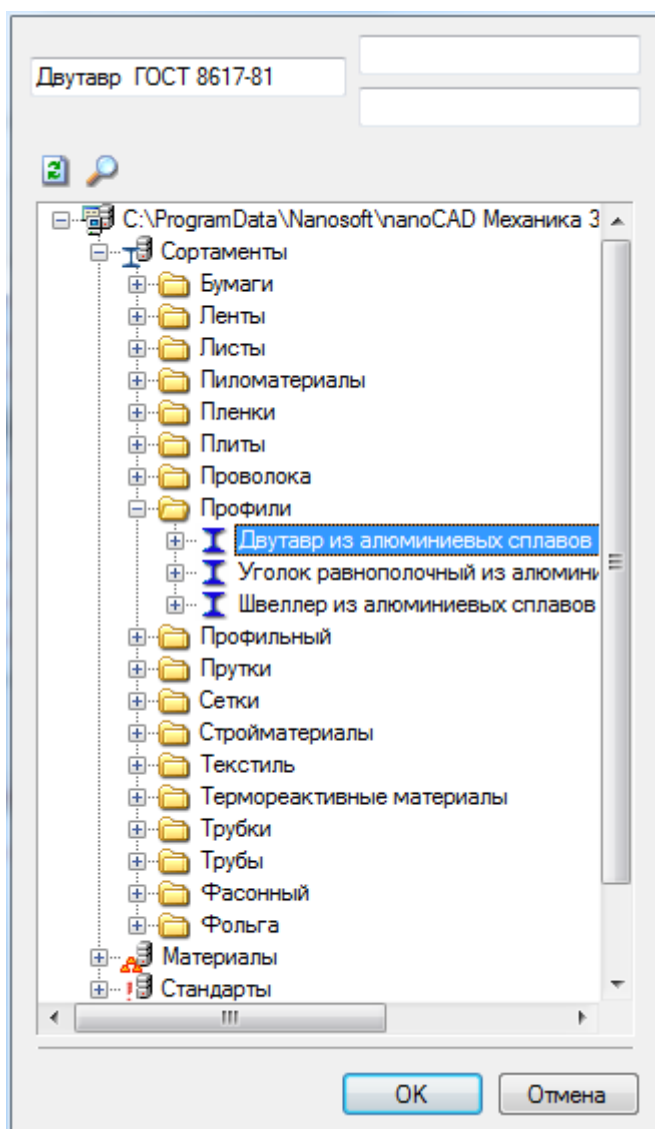 Двутавр ГОСТ 8617-81
C:\ProgramData\Nanosoft\nanoCAD Механика 3
Сортаменты
Бумаги
Ленты
Листы
Пиломатериалы
Пленки
Плиты
Проволока
Профили
Двутавр из алюминиевых сплавов
Уголок равнополочный из алюмини
Швеллер из алюминиевых сплавов
Профильный
Прутки
Сетки
Стройматериалы
Текстиль
Термореактивные материалы
Трубки
Трубы
Фасонный
Фольга
Материалы
Стандарты
OK Отмена